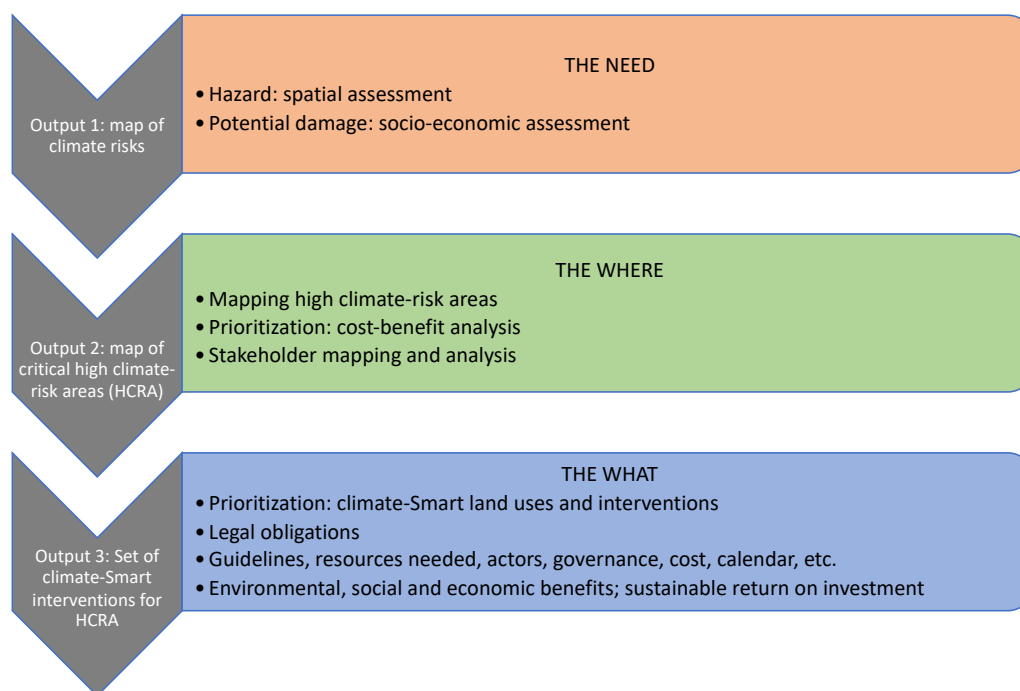 Output 1: map of
climate risks
THE NEED
• Hazard: spatial assessment
• Potential damage: socio-economic assessment
Output 2: map of
critical high climate-
risk areas (HCRA)
THE WHERE
• Mapping high climate-risk areas
• Prioritization: cost-benefit analysis
• Stakeholder mapping and analysis
Output 3: Set of
climate-Smart
interventions for
HCRA
THE WHAT
• Prioritization: climate-Smart land uses and interventions
• Legal obligations
• Guidelines, resources needed, actors, governance, cost, calendar, etc.
• Environmental, social and economic benefits; sustainable return on investment